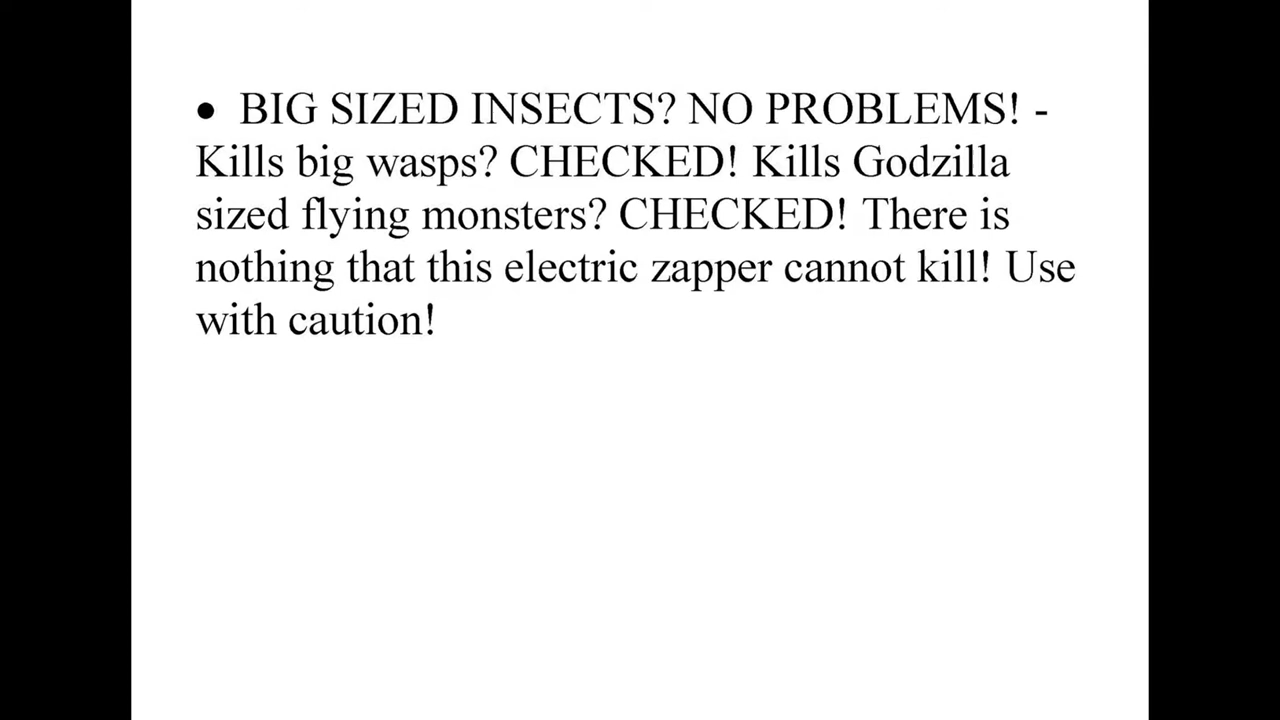 • BIG SIZED INSECTS? NO PROBLEMS! -
Kills big wasps? CHECKED! Kills Godzilla
sized flying monsters? CHECKED! There is
nothing that this electric zapper cannot kill! Use
with caution!